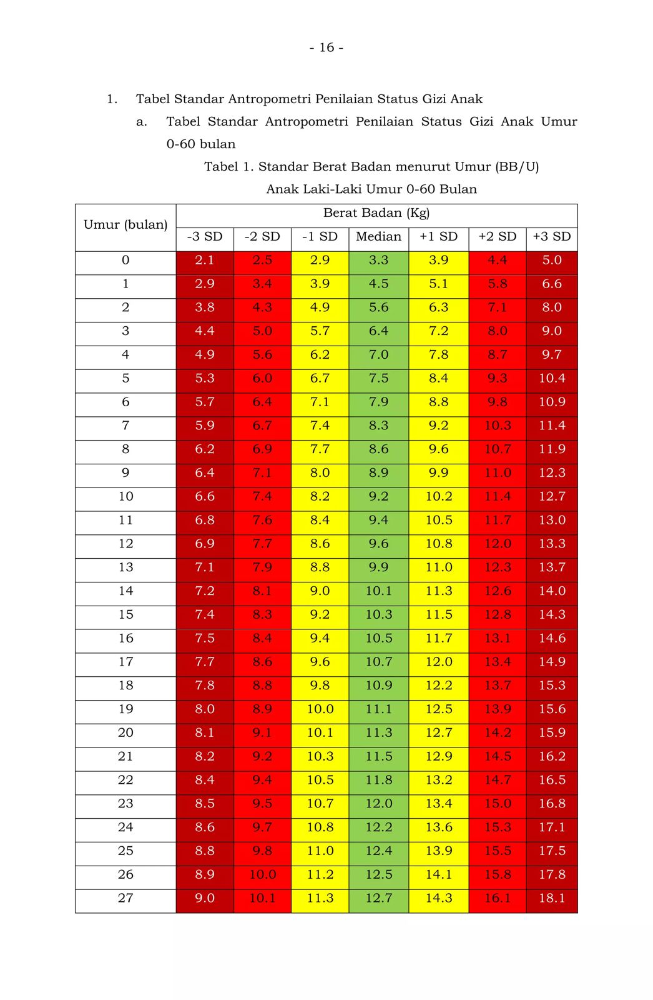 - 16 -
1. Tabel Standar Antropometri Penilaian Status Gizi Anak
a. Tabel Standar Antropometri Penilaian Status Gizi Anak Umur
0-60 bulan
Tabel 1. Standar Berat Badan menurut Umur (BB/U)
Anak Laki-Laki Umur 0-60 Bulan
Umur (bulan) Berat Badan (Kg)
-3 SD -2 SD -1 SD Median +1 SD +2 SD +3 SD
0 2.1 2.5 2.9 3.3 3.9 4.4 5.0
1 2.9 3.4 3.9 4.5 5.1 5.8 6.6
2 3.8 4.3 4.9 5.6 6.3 7.1 8.0
3 4.4 5.0 5.7 6.4 7.2 8.0 9.0
4 4.9 5.6 6.2 7.0 7.8 8.7 9.7
5 5.3 6.0 6.7 7.5 8.4 9.3 10.4
6 5.7 6.4 7.1 7.9 8.8 9.8 10.9
7 5.9 6.7 7.4 8.3 9.2 10.3 11.4
8 6.2 6.9 7.7 8.6 9.6 10.7 11.9
9 6.4 7.1 8.0 8.9 9.9 11.0 12.3
10 6.6 7.4 8.2 9.2 10.2 11.4 12.7
11 6.8 7.6 8.4 9.4 10.5 11.7 13.0
12 6.9 7.7 8.6 9.6 10.8 12.0 13.3
13 7.1 7.9 8.8 9.9 11.0 12.3 13.7
14 7.2 8.1 9.0 10.1 11.3 12.6 14.0
15 7.4 8.3 9.2 10.3 11.5 12.8 14.3
16 7.5 8.4 9.4 10.5 11.7 13.1 14.6
17 7.7 8.6 9.6 10.7 12.0 13.4 14.9
18 7.8 8.8 9.8 10.9 12.2 13.7 15.3
19 8.0 8.9 10.0 11.1 12.5 13.9 15.6
20 8.1 9.1 10.1 11.3 12.7 14.2 15.9
21 8.2 9.2 10.3 11.5 12.9 14.5 16.2
22 8.4 9.4 10.5 11.8 13.2 14.7 16.5
23 8.5 9.5 10.7 12.0 13.4 15.0 16.8
24 8.6 9.7 10.8 12.2 13.6 15.3 17.1
25 8.8 9.8 11.0 12.4 13.9 15.5 17.5
26 8.9 10.0 11.2 12.5 14.1 15.8 17.8
27 9.0 10.1 11.3 12.7 14.3 16.1 18.1